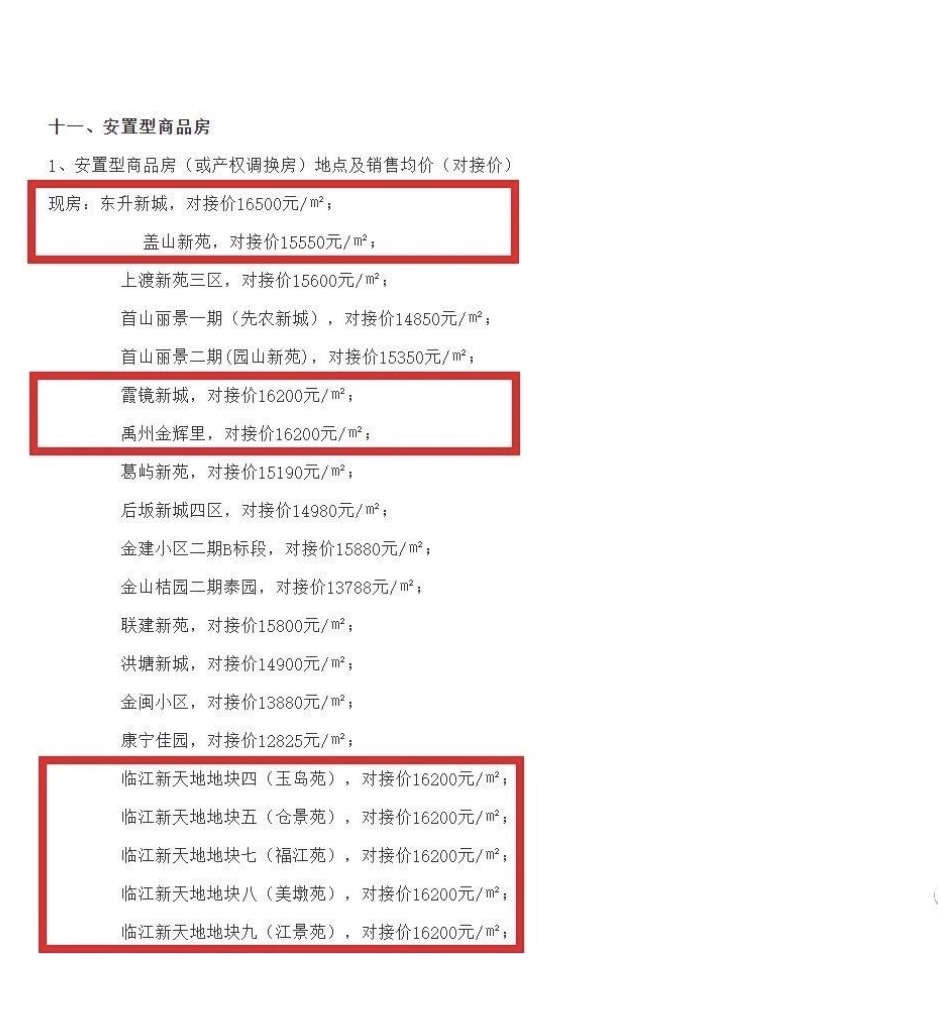 十一、安置型商品房
1、安置型商品房（或产权调换房）地点及销售均价（对接价）
现房：东升新城，对接价16500元/㎡；
盖山新苑，对接价15550元/㎡；
上渡新苑三区，对接价15600元/㎡；
首山丽景一期（先农新城），对接价14850元/㎡；
首山丽景二期(园山新苑)，对接价15350元/㎡；
霞镜新城，对接价16200元/㎡；
禹州金辉里，对接价16200元/㎡；
葛屿新苑，对接价15190元/㎡；
后坂新城四区，对接价14980元/㎡；
金建小区二期B标段，对接价15880元/㎡；
金山桔园二期泰园，对接价13788元/㎡；
联建新苑，对接价15800元/㎡；
洪塘新城，对接价14900元/㎡；
金闽小区，对接价13880元/㎡；
康宁佳园，对接价12825元/㎡；
临江新天地地块四（玉岛苑），对接价16200元/㎡；
临江新天地地块五（仓景苑），对接价16200元/㎡；
临江新天地地块七（福江苑），对接价16200元/㎡；
临江新天地地块八（美墩苑），对接价16200元/㎡；
临江新天地地块九（江景苑），对接价16200元/㎡；